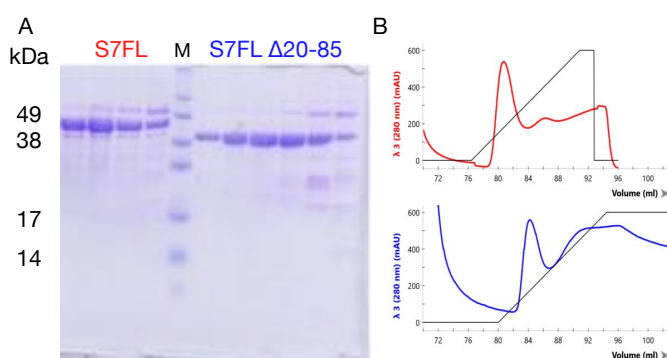 A
kDa
S7FL M S7FL Δ20-85
49
38
17
14
B
λ 3 (280 nm) (mAU)
600
400
200
0
72 76 80 84 88 92 96 100
Volume (ml)
λ 3 (280 nm) (mAU)
600
400
200
0
72 76 80 84 88 92 96 100
Volume (ml)